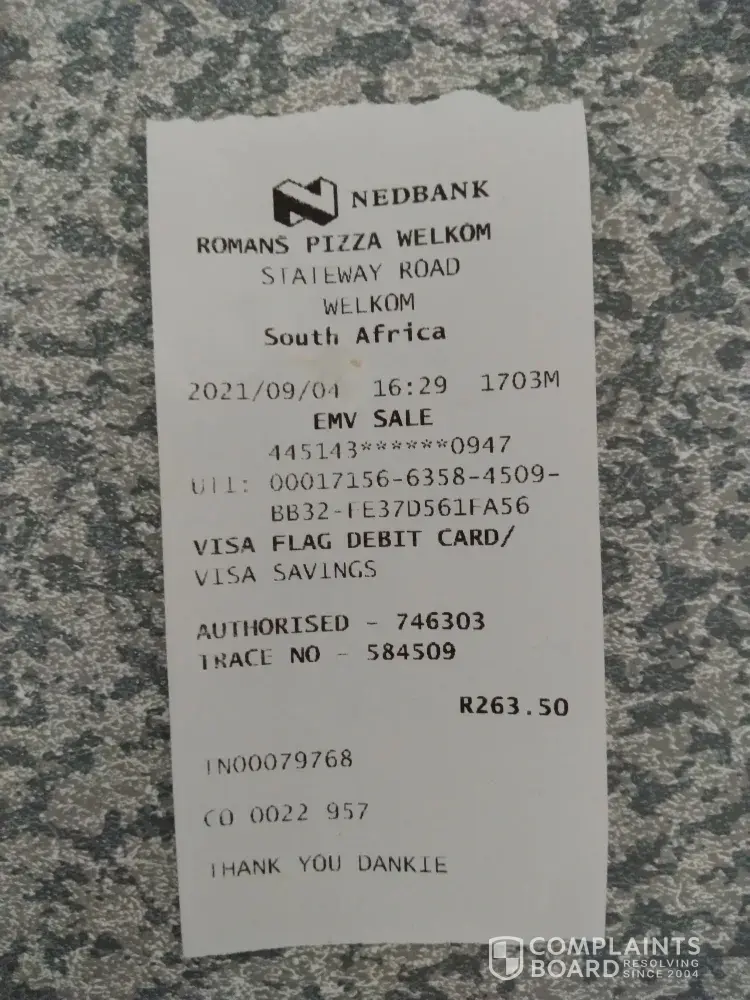 NEDBANK
ROMANS PIZZA WELKOM
STATEWAY ROAD
WELKOM
South Africa
2021/09/04 16:29 1703M
EMV SALE
445143******0947
UTI: 00017156-6358-4509-
BB32-FE37D561FA56
VISA FLAG DEBIT CARD/
VISA SAVINGS
AUTHORISED - 746303
TRACE NO - 584509
R263.50
TN00079768
CO 0022 957
THANK YOU DANKIE
COMPLAINTS
BOARD RESOLVING SINCE 2004